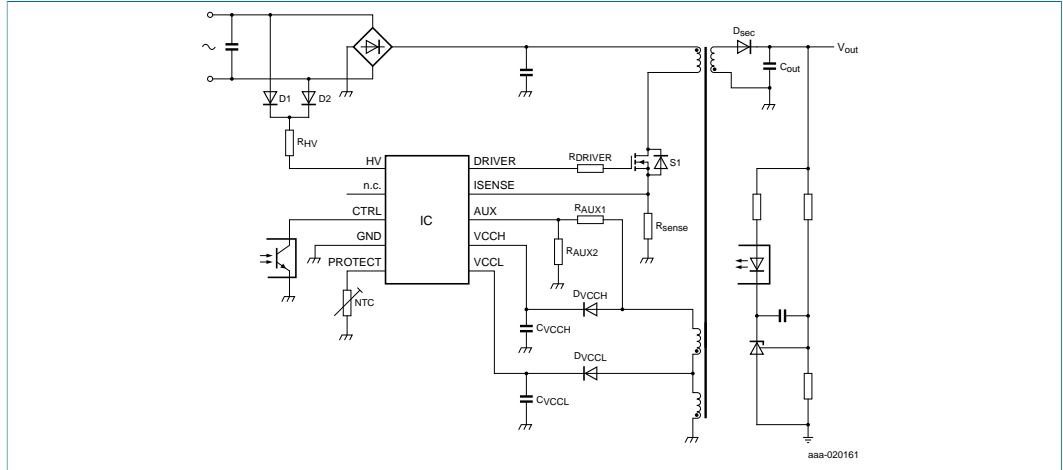 Dsec
Vout
Cout
D1
D2
RHV
HV
DRIVER
RDRIVER
S1
n.c.
ISENSE
CTRL
IC
AUX
RAUX1
Rsense
GND
VCCH
RAUX2
PROTECT
VCCL
NTC
DVCCH
CVCCH
DVCCL
CVCCL
aaa-020161